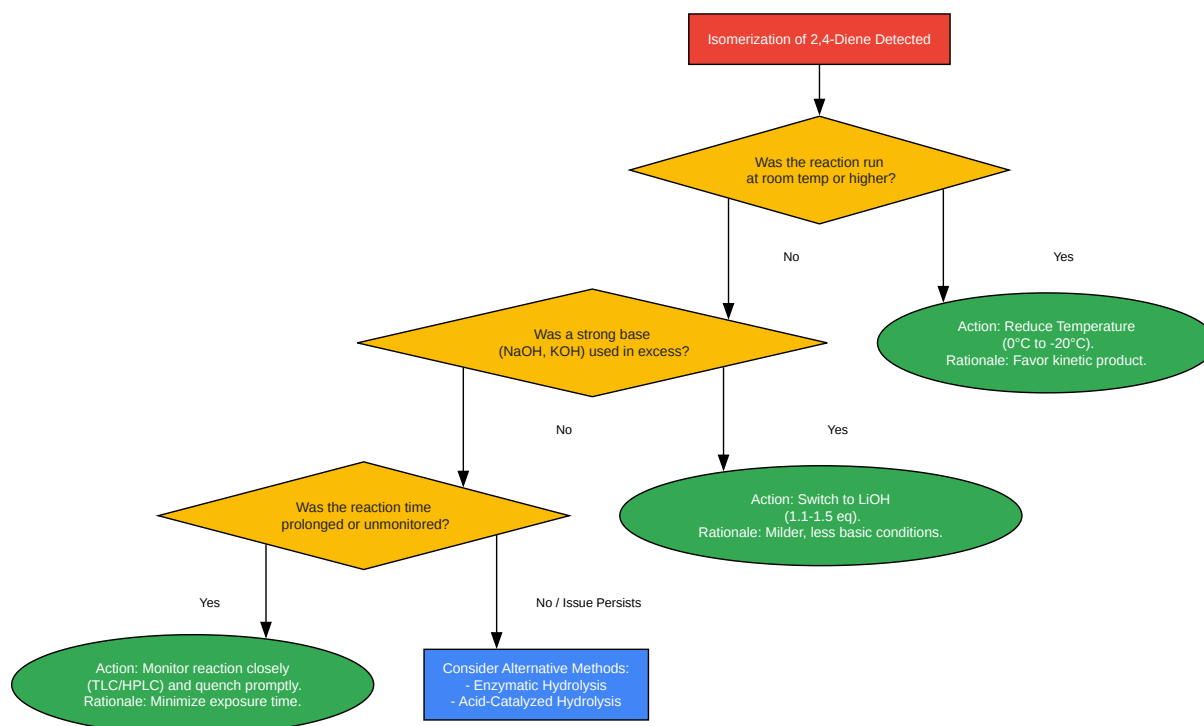 Isomerization of 2,4-Diene Detected
Was the reaction run
at room temp or higher?
No
Yes
Action: Reduce Temperature
(0°C to -20°C).
Rationale: Favor kinetic product.
Was a strong base
(NaOH, KOH) used in excess?
No
Yes
Action: Switch to LiOH
(1.1-1.5 eq).
Rationale: Milder, less basic conditions.
Was the reaction time
prolonged or unmonitored?
Yes
No / Issue Persists
Action: Monitor reaction closely
(TLC/HPLC) and quench promptly.
Rationale: Minimize exposure time.
Consider Alternative Methods:
- Enzymatic Hydrolysis
- Acid-Catalyzed Hydrolysis